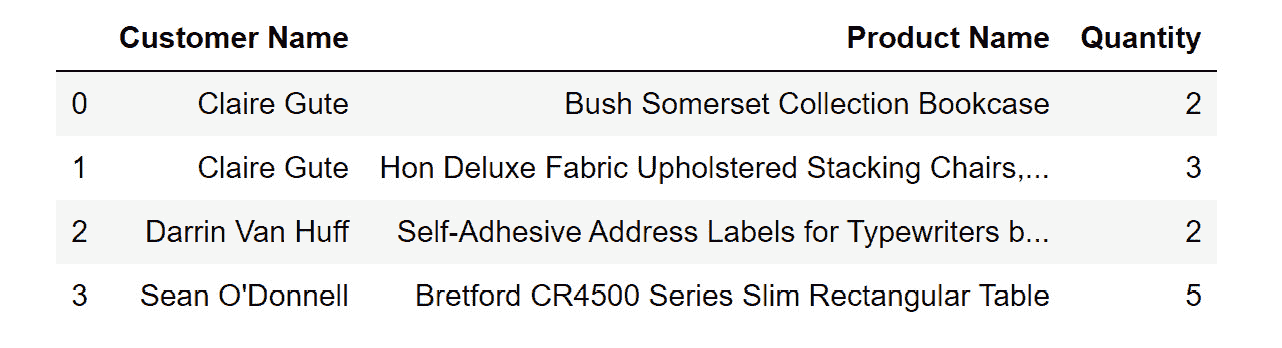 Customer Name Product Name Quantity
0 Claire Gute Bush Somerset Collection Bookcase 2
1 Claire Gute Hon Deluxe Fabric Upholstered Stacking Chairs,... 3
2 Darrin Van Huff Self-Adhesive Address Labels for Typewriters b... 2
3 Sean O'Donnell Bretford CR4500 Series Slim Rectangular Table 5